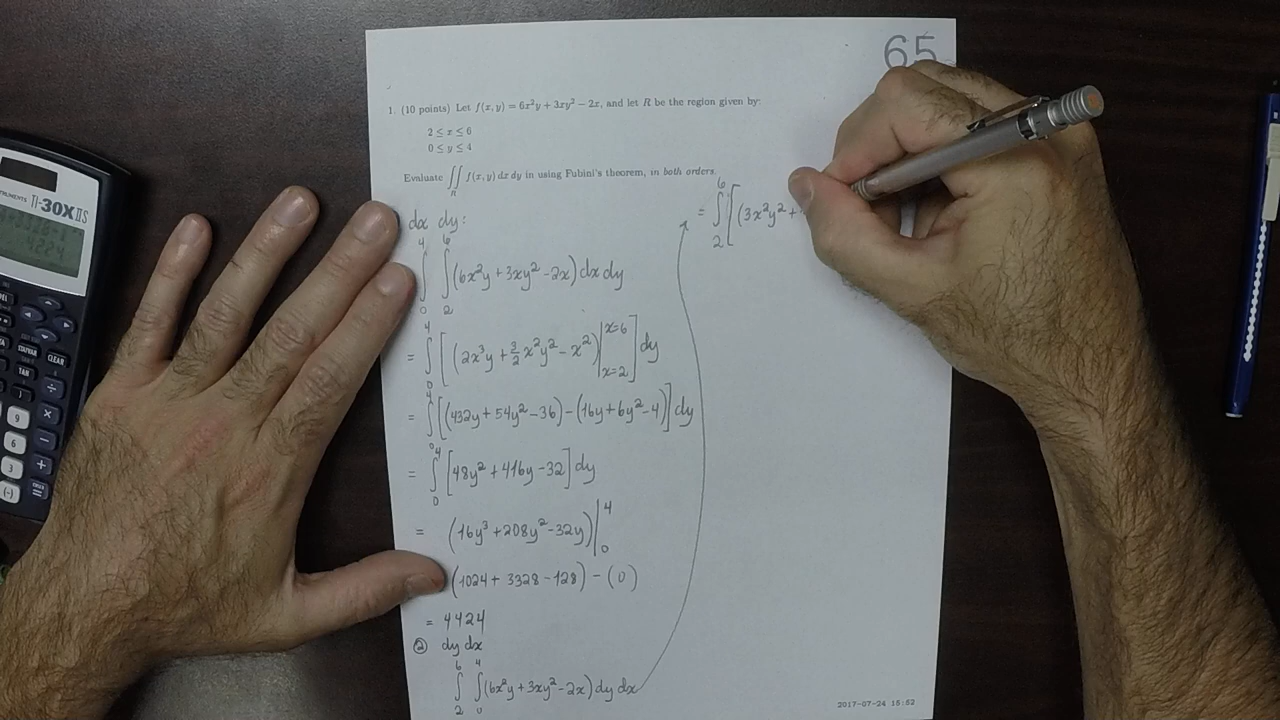 65
1. (10 points) Let f(x, y) = 6x²y + 3xy² − 2x, and let R be the region given by:
2 ≤ x ≤ 6
0 ≤ y ≤ 4
Evaluate ∬_R f(x, y) dx dy in using Fubini's theorem, in both orders.
dx dy:
∫₀⁴ ∫₂⁶ (6x²y + 3xy² - 2x) dx dy
= ∫₀⁴ [(2x³y + 3/2 x²y² - x²)|x=6 x=2] dy
= ∫₀⁴ [(432y + 54y² - 36) - (16y + 6y² - 4)] dy
= ∫₀⁴ [48y² + 416y - 32] dy
= (16y³ + 208y² - 32y)|₀⁴
(1024 + 3328 - 128) - (0)
= 4424
② dy dx
∫₂⁶ ∫₀⁴ (6x²y + 3xy² - 2x) dy dx
= ∫₂⁶ [(3x²y² +
TI-30X IIS
CLEAR
9
6
3
(-)
2017-07-24 15:52